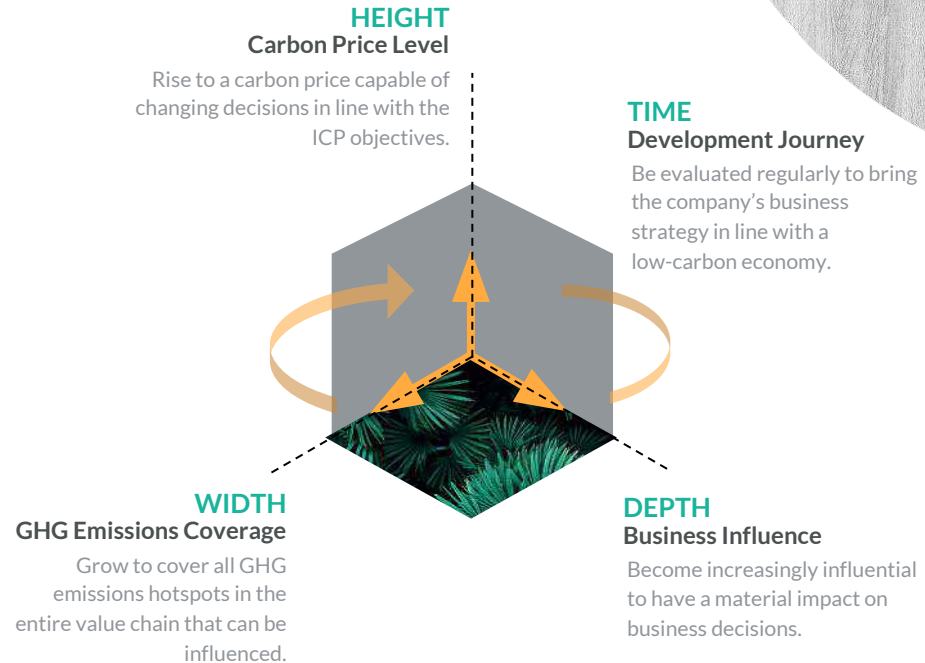 HEIGHT
Carbon Price Level
Rise to a carbon price capable of
changing decisions in line with the
ICP objectives.
TIME
Development Journey
Be evaluated regularly to bring
the company's business
strategy in line with a
low-carbon economy.
WIDTH
GHG Emissions Coverage
Grow to cover all GHG
emissions hotspots in the
entire value chain that can be
influenced.
DEPTH
Business Influence
Become increasingly influential
to have a material impact on
business decisions.